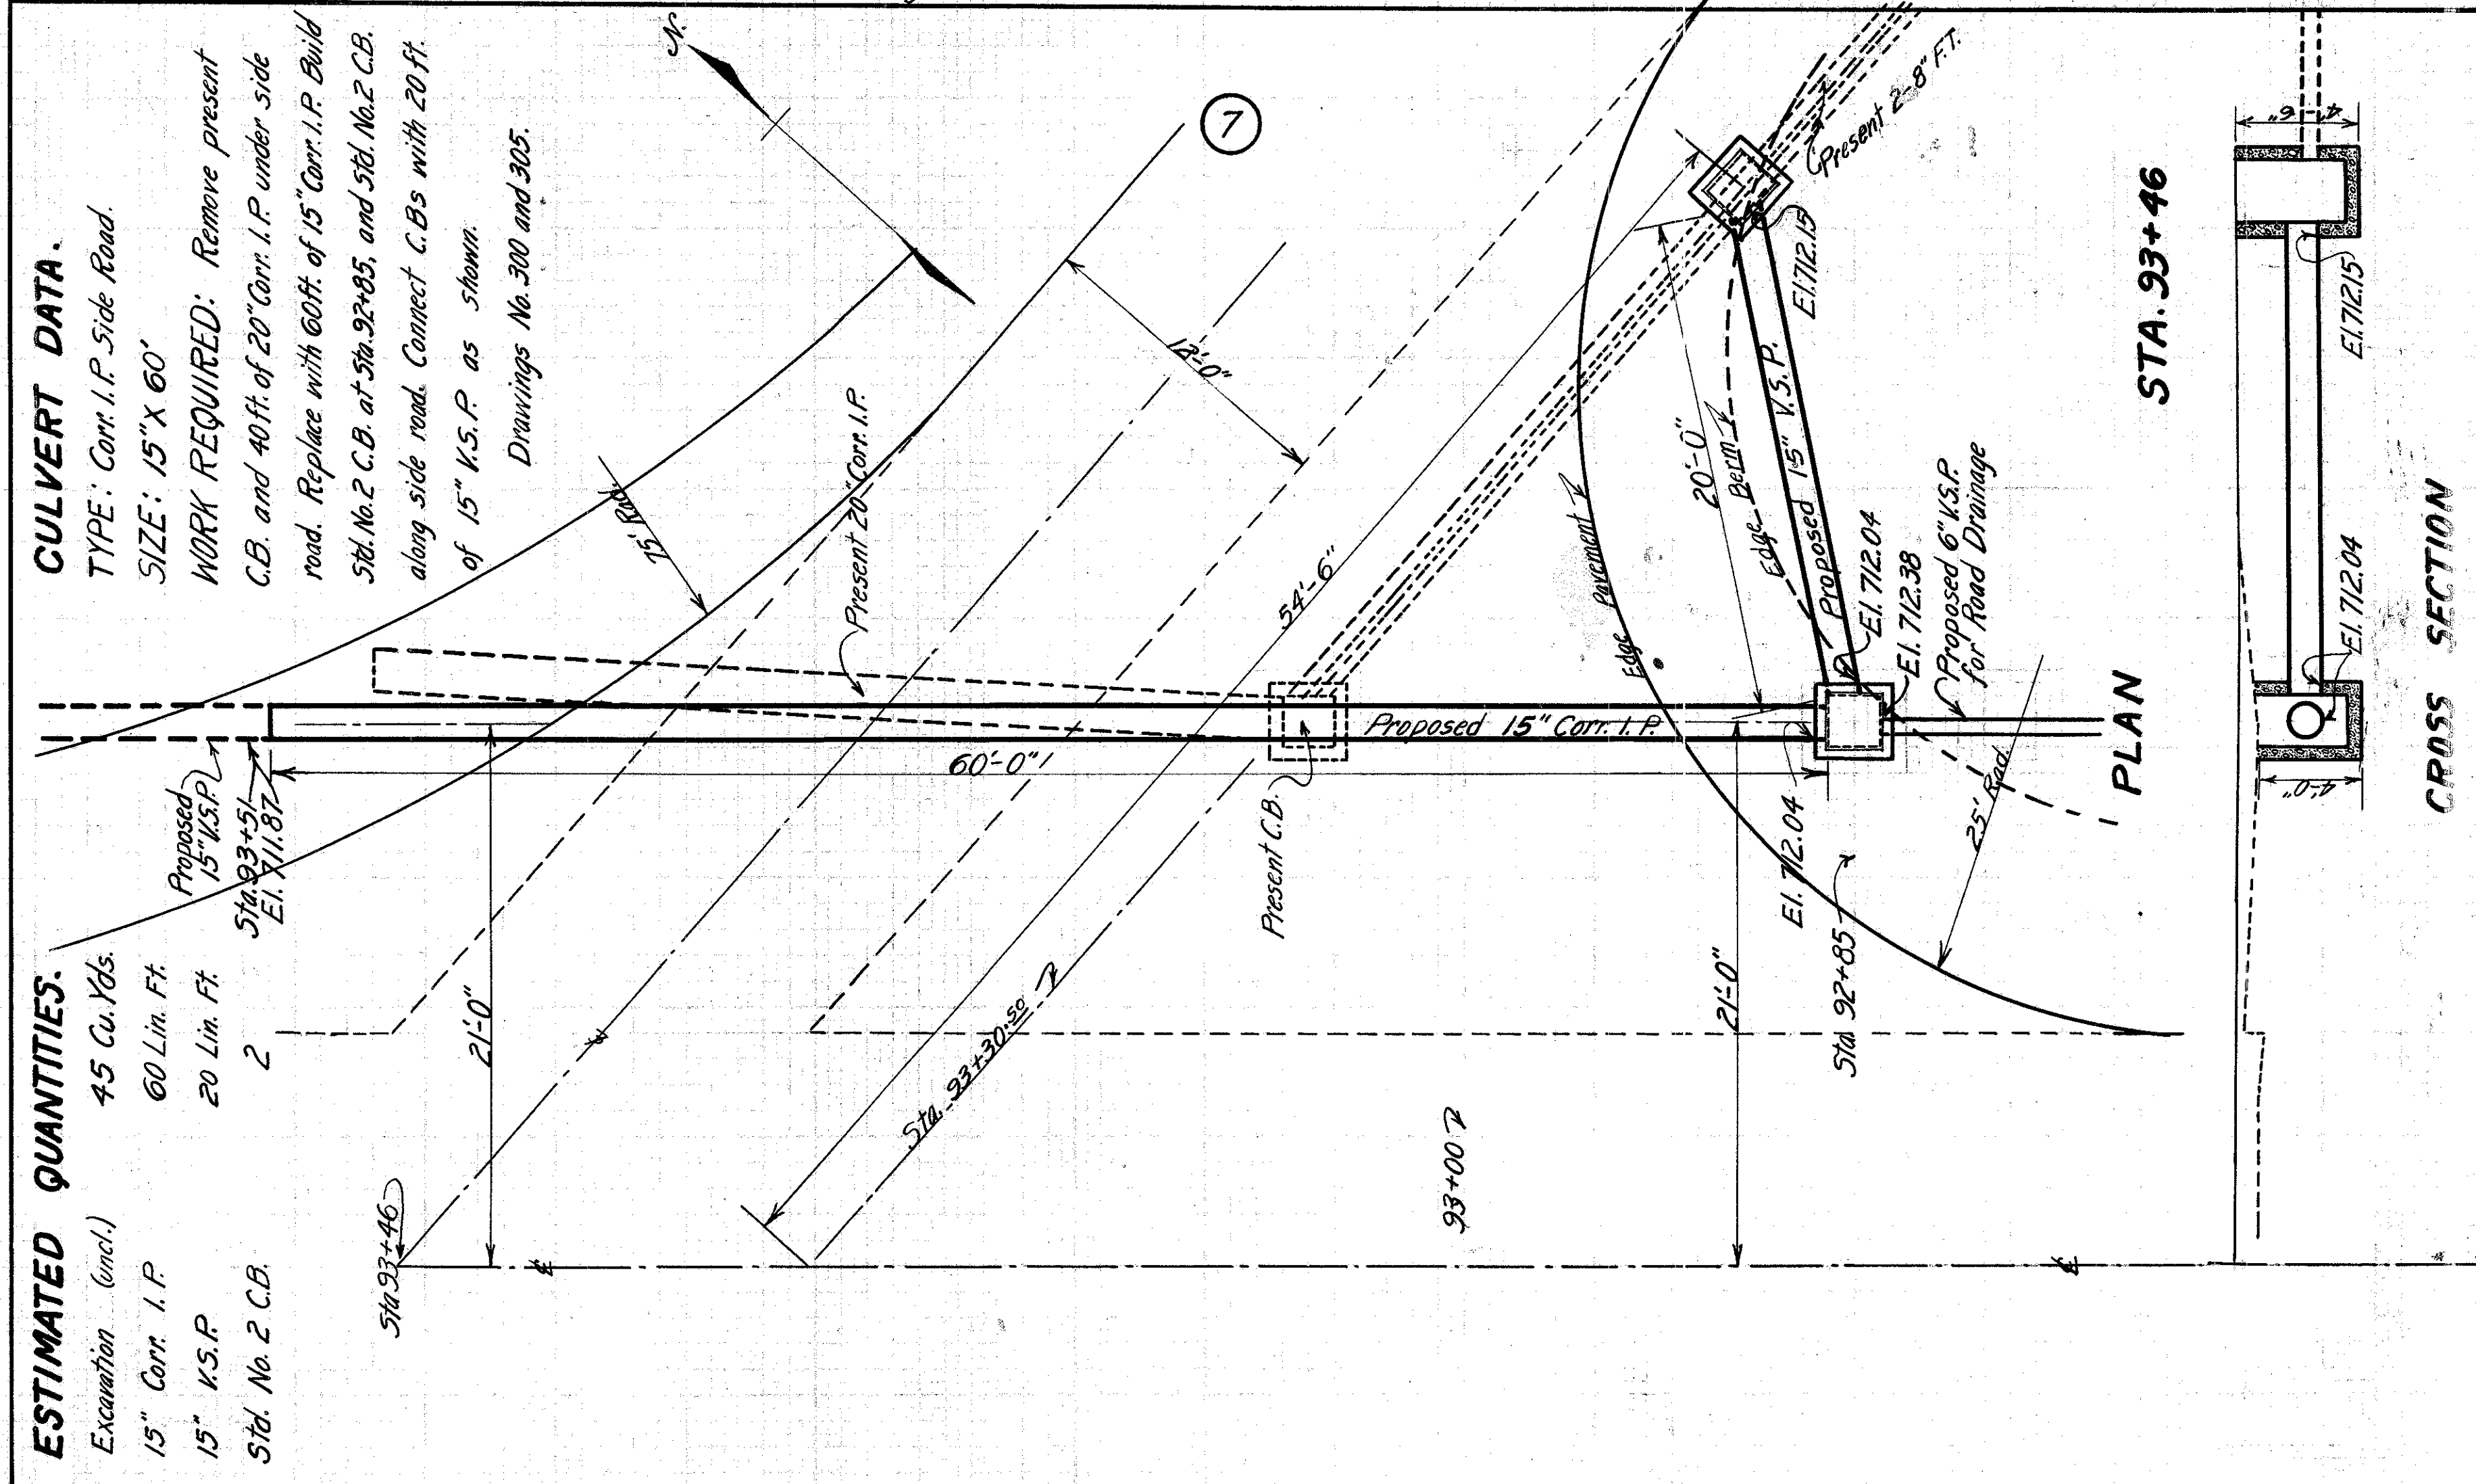 ESTIMATED QUANTITIES.
Excavation (uncl.) 45 Cu. Yds.
15" Corr. I. P. 60 Lin. Ft.
15" V.S.P. 20 Lin. Ft.
Std. No. 2 C.B. 2
CULVERT DATA.
TYPE: Corr. I. P. Side Road.
SIZE: 15" X 60'
WORK REQUIRED: Remove present
C.B. and 40 ft. of 20" Corr. I. P. under side
road. Replace with 60ft. of 15" Corr. I.P. Build
Std. No.2 C.B. at Sta. 92+85, and Std. No.2 C.B.
along side road. Connect C.Bs with 20 ft.
of 15" V.S.P. as shown.
Drawings No. 300 and 305.
N.
7
Proposed
15" V.S.P.
Sta. 93+51
El. 711.87
75' Rad.
Present 20" Corr. I.P.
12'-0"
Sta 93+46
21'-0"
60'-0"
54'-6"
Sta. 93+30.50
Present C.B.
Proposed 15" Corr. I. P.
Edge Pavement
20'-0"
Edge Berm
Proposed 15" V.S.P.
El. 712.15
Present 2-8" F.T.
El. 712.04
El. 712.38
Proposed 6" V.S.P.
for Road Drainage
93+00
21'-0"
El. 712.04
Sta 92+85
25' Rad.
PLAN
STA. 93+46
4'-0"
El. 712.04
El. 712.15
4'-6"
CROSS SECTION